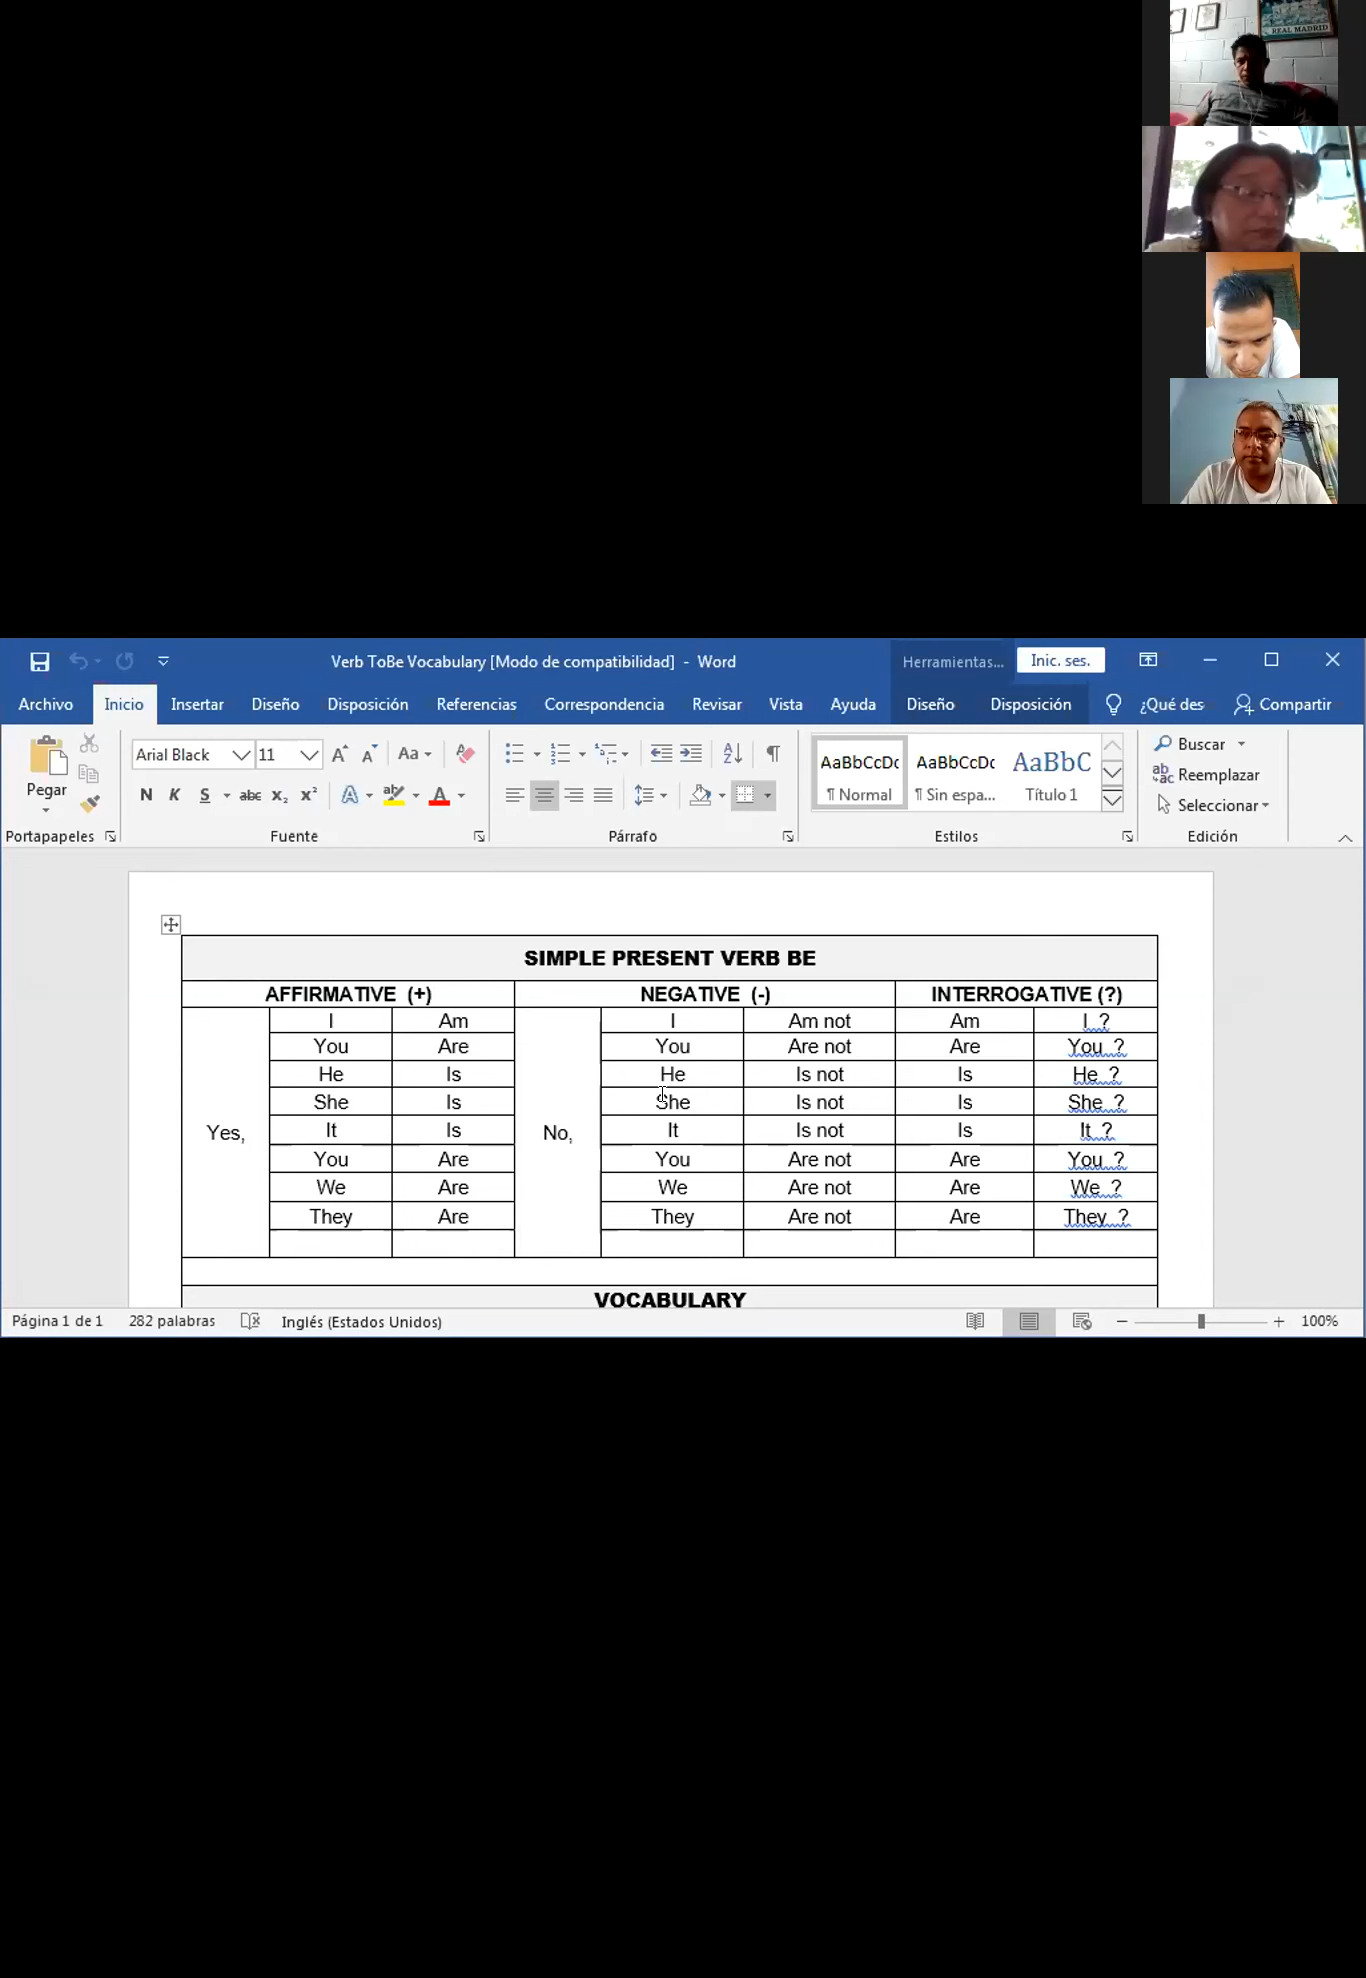 REAL MADRID
Verb ToBe Vocabulary [Modo de compatibilidad] - Word
Herramientas...
Inic. ses.
Archivo Inicio Insertar Diseño Disposición Referencias Correspondencia Revisar Vista Ayuda Diseño Disposición ¿Qué des Compartir
Pegar
Portapapeles
Arial Black 11
Aa
N K S abc x₂ x²
Fuente
Párrafo
AaBbCcDc AaBbCcDc AaBbC
¶ Normal ¶ Sin espa... Título 1
Estilos
Buscar
Reemplazar
Seleccionar
Edición
SIMPLE PRESENT VERB BE
AFFIRMATIVE (+) NEGATIVE (-) INTERROGATIVE (?)
I Am I Am not Am I ?
You Are You Are not Are You ?
He Is He Is not Is He ?
She Is She Is not Is She ?
Yes, It Is No, It Is not Is It ?
You Are You Are not Are You ?
We Are We Are not Are We ?
They Are They Are not Are They ?
VOCABULARY
Página 1 de 1 282 palabras Inglés (Estados Unidos) 100%